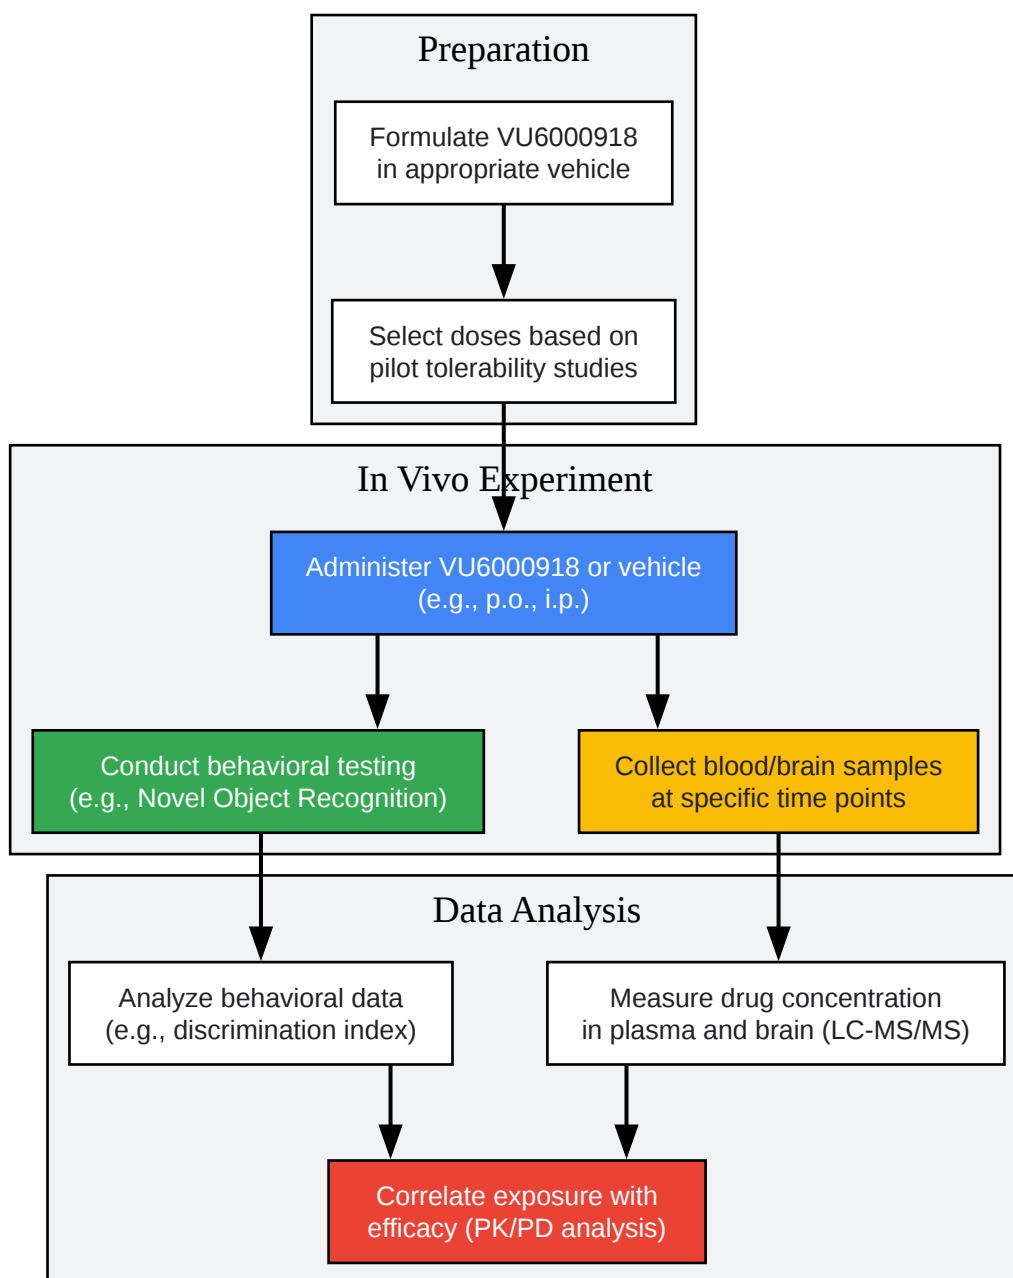 Preparation
Formulate VU6000918
in appropriate vehicle
Select doses based on
pilot tolerability studies
In Vivo Experiment
Administer VU6000918 or vehicle
(e.g., p.o., i.p.)
Conduct behavioral testing
(e.g., Novel Object Recognition)
Collect blood/brain samples
at specific time points
Data Analysis
Analyze behavioral data
(e.g., discrimination index)
Measure drug concentration
in plasma and brain (LC-MS/MS)
Correlate exposure with
efficacy (PK/PD analysis)